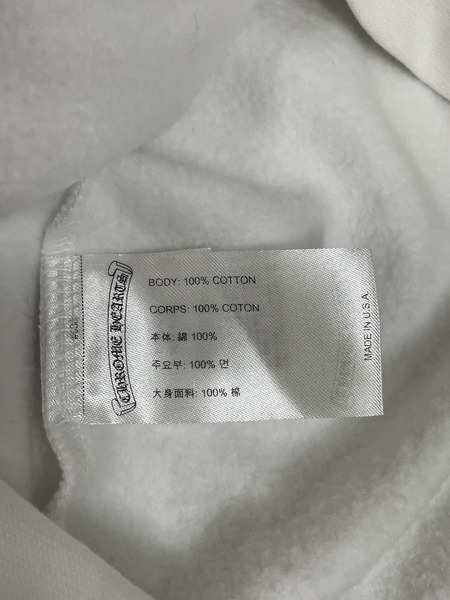 CHROME HEARTS
BODY: 100% COTTON
CORPS: 100% COTON
本体: 綿 100%
주요부: 100% 면
大身面料: 100% 棉
MADE IN U.S.A.